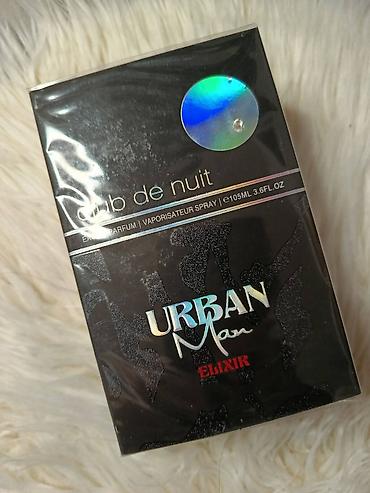 club de nuit
EAU DE PARFUM | VAPORISATEUR SPRAY | ℮105ML 3.6FL.OZ
URBAN
Man
ELIXIR